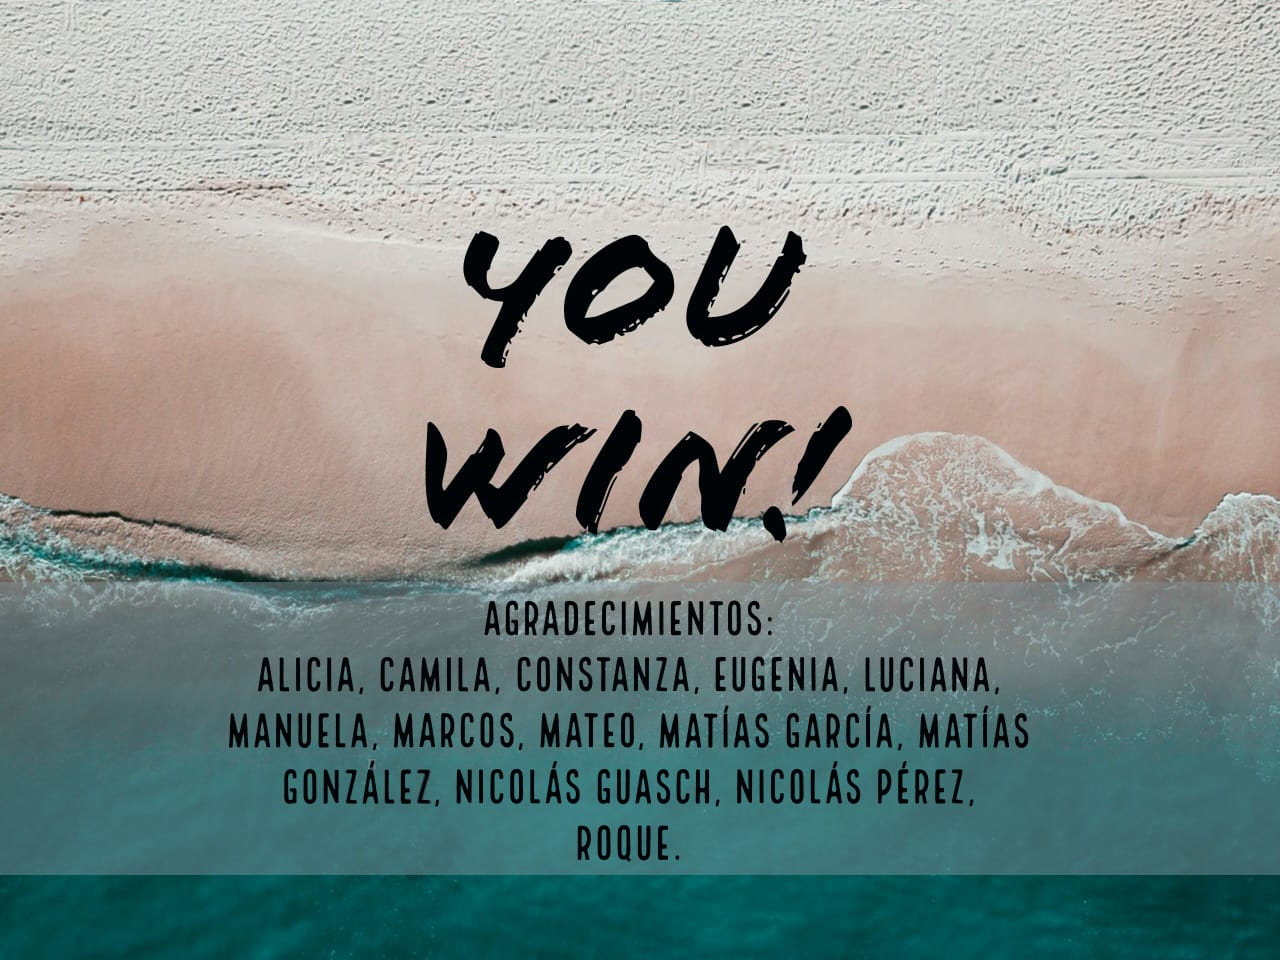 YOU
WIN!
AGRADECIMIENTOS:
ALICIA, CAMILA, CONSTANZA, EUGENIA, LUCIANA,
MANUELA, MARCOS, MATEO, MATÍAS GARCÍA, MATÍAS
GONZÁLEZ, NICOLÁS GUASCH, NICOLÁS PÉREZ,
ROQUE.